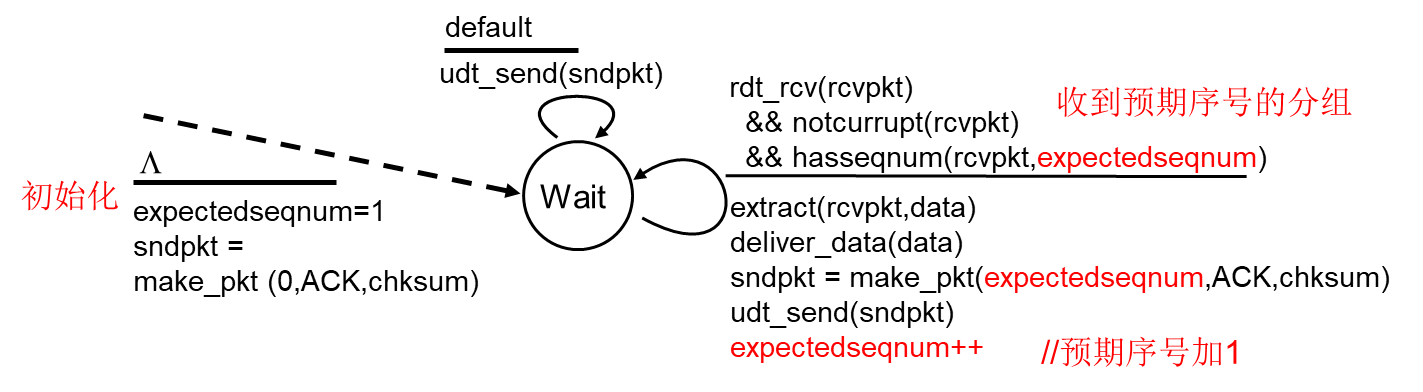 default
udt_send(sndpkt)
Λ
初始化
expectedseqnum=1
sndpkt =
make_pkt (0,ACK,chksum)
Wait
rdt_rcv(rcvpkt)
&& notcurrupt(rcvpkt)
&& hasseqnum(rcvpkt,expectedseqnum)
收到预期序号的分组
extract(rcvpkt,data)
deliver_data(data)
sndpkt = make_pkt(expectedseqnum,ACK,chksum)
udt_send(sndpkt)
expectedseqnum++ //预期序号加1